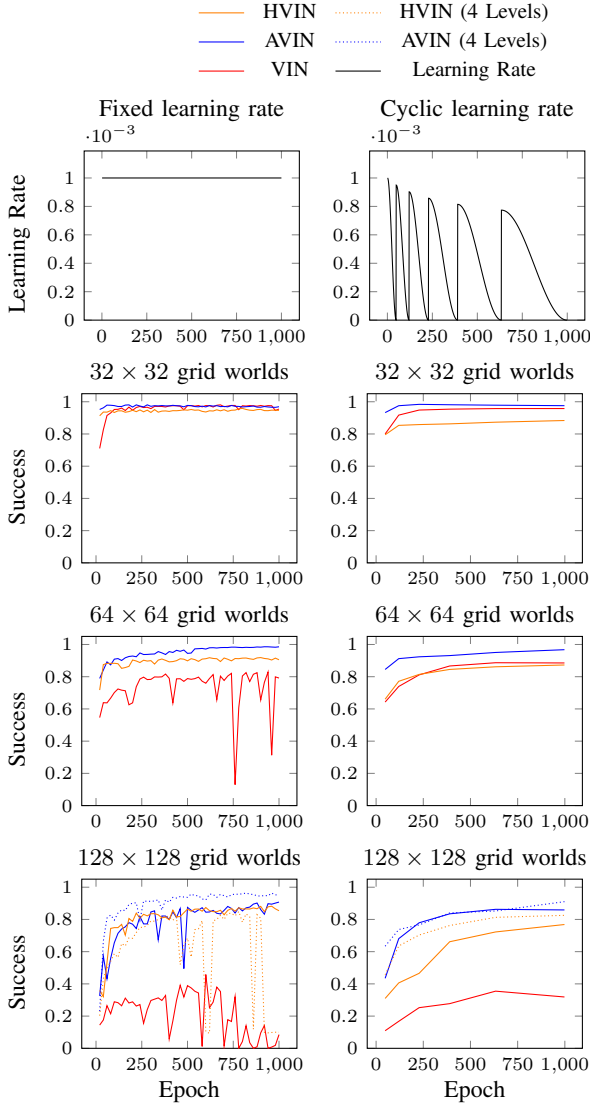 HVIN HVIN (4 Levels)
AVIN AVIN (4 Levels)
VIN Learning Rate
Fixed learning rate Cyclic learning rate
·10⁻³ ·10⁻³
1 1
0.8 0.8
0.6 0.6
0.4 0.4
0.2 0.2
0 0
Learning Rate
0 250 500 750 1,000 0 250 500 750 1,000
32 × 32 grid worlds 32 × 32 grid worlds
1 1
0.8 0.8
0.6 0.6
0.4 0.4
0.2 0.2
0 0
Success
0 250 500 750 1,000 0 250 500 750 1,000
64 × 64 grid worlds 64 × 64 grid worlds
1 1
0.8 0.8
0.6 0.6
0.4 0.4
0.2 0.2
0 0
Success
0 250 500 750 1,000 0 250 500 750 1,000
128 × 128 grid worlds 128 × 128 grid worlds
1 1
0.8 0.8
0.6 0.6
0.4 0.4
0.2 0.2
0 0
Success
0 250 500 750 1,000 0 250 500 750 1,000
Epoch Epoch